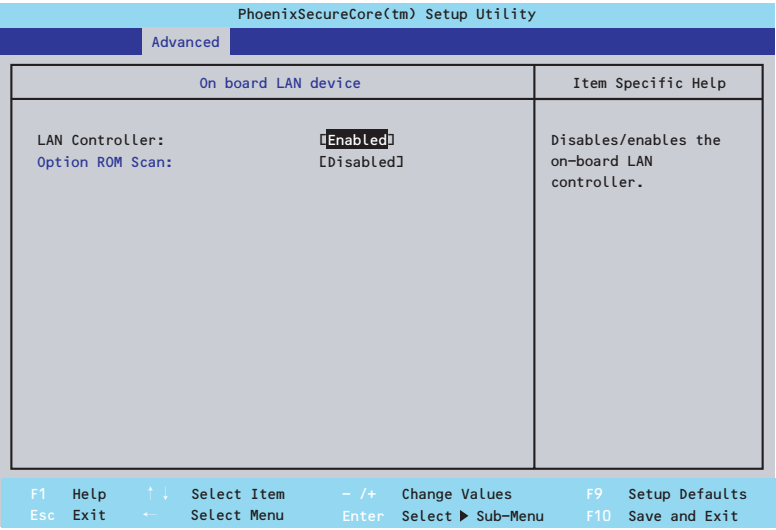 PhoenixSecureCore(tm) Setup Utility
Advanced
On board LAN device
Item Specific Help
LAN Controller: [Enabled]
Option ROM Scan: [Disabled]
Disables/enables the
on-board LAN
controller.
F1 Help ↑↓ Select Item - /+ Change Values F9 Setup Defaults
Esc Exit ← Select Menu Enter Select ▶ Sub-Menu F10 Save and Exit